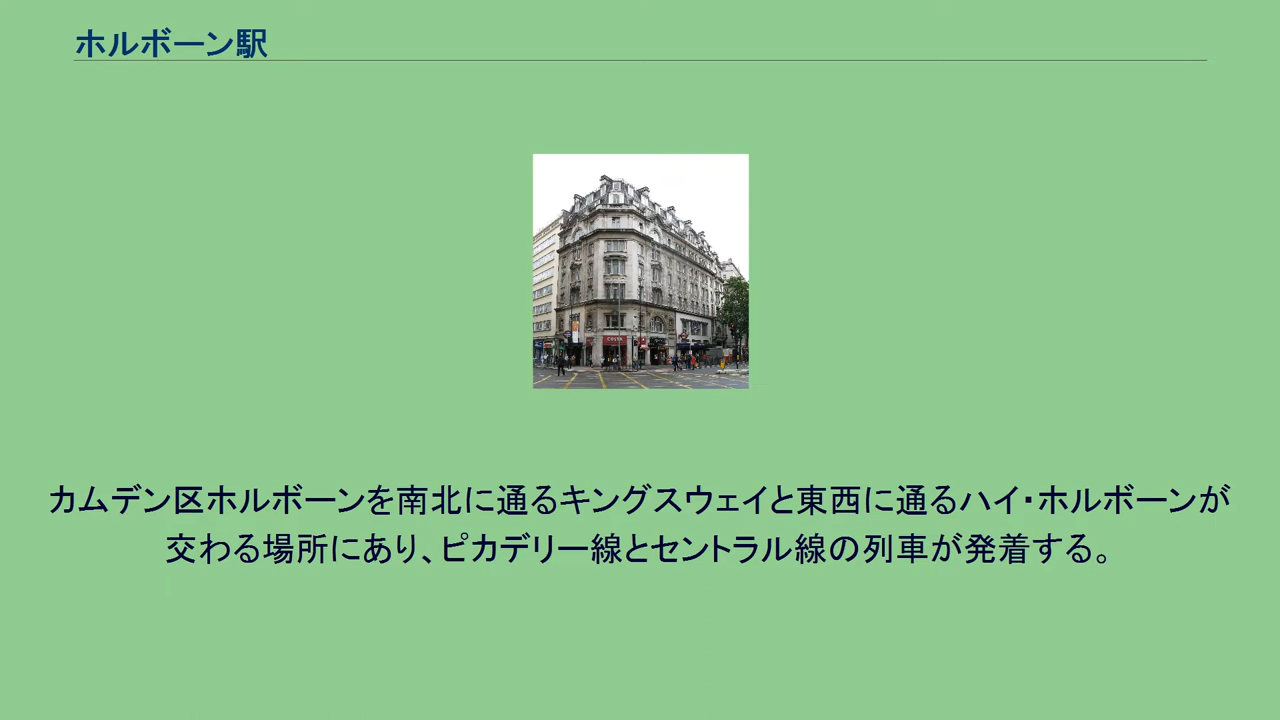 ホルボーン駅
COSTA
カムデン区ホルボーンを南北に通るキングスウェイと東西に通るハイ・ホルボーンが
交わる場所にあり、ピカデリー線とセントラル線の列車が発着する。